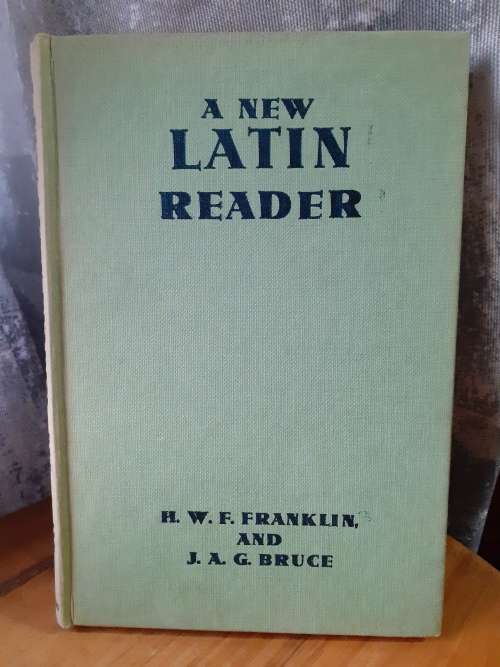 A NEW
LATIN
READER
H. W. F. FRANKLIN,
AND
J. A. G. BRUCE